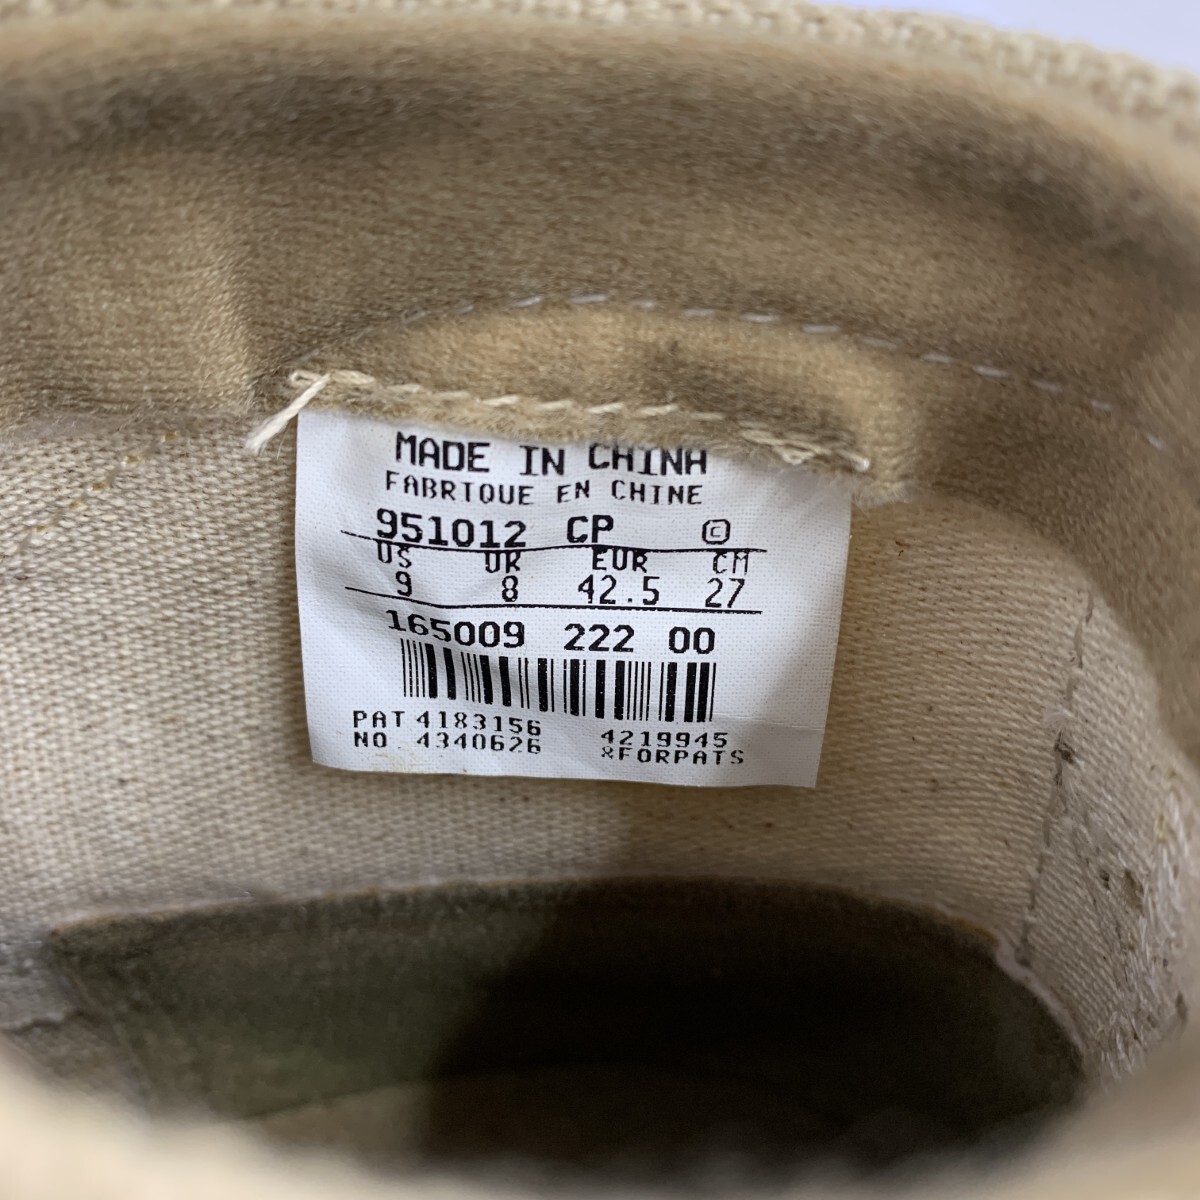 MADE IN CHINA
FABRIQUE EN CHINE
951012 CP ©
US UK EUR CM
9 8 42.5 27
165009 222 00
PAT 4183156 4219945
NO 4340626 &FORPATS